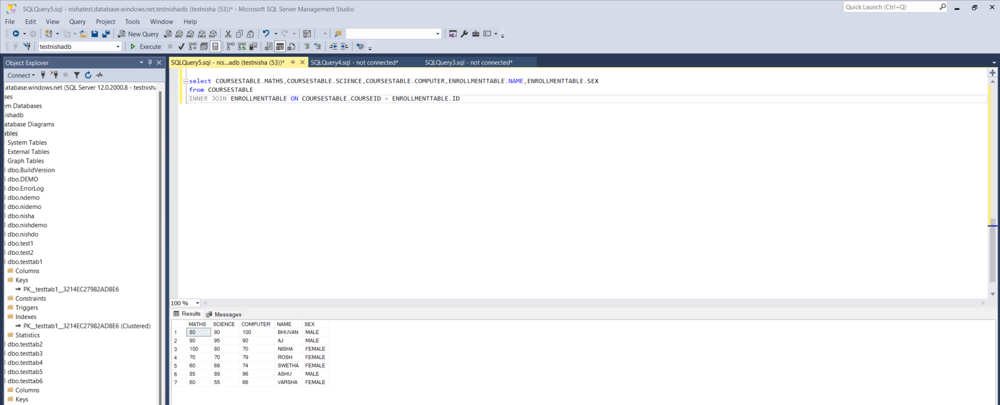 SQLQuery5.sql - nishatest.database.windows.net.testnishadb (testnisha (53))* - Microsoft SQL Server Management Studio
Quick Launch (Ctrl+Q)
File Edit View Query Project Tools Window Help
New Query
MDX DMX XMLA DAX
testnishadb
Execute
Object Explorer
SQLQuery5.sql - nis...adb (testnisha (53))*
SQLQuery4.sql - not connected*
SQLQuery3.sql - not connected*
Connect
atabase.windows.net (SQL Server 12.0.2000.8 - testnisha
ses
em Databases
ishadb
atabase Diagrams
ables
System Tables
External Tables
Graph Tables
dbo.BuildVersion
dbo.DEMO
dbo.ErrorLog
dbo.ndemo
dbo.nidemo
dbo.nisha
dbo.nishdemo
dbo.nishdo
dbo.test1
dbo.test2
dbo.testtab1
Columns
Keys
PK__testtab1__3214EC27982AD8E6
Constraints
Triggers
Indexes
PK__testtab1__3214EC27982AD8E6 (Clustered)
Statistics
dbo.testtab2
dbo.testtab3
dbo.testtab4
dbo.testtab5
dbo.testtab6
Columns
Keys
select COURSESTABLE.MATHS,COURSESTABLE.SCIENCE,COURSESTABLE.COMPUTER,ENROLLMENTTABLE.NAME,ENROLLMENTTABLE.SEX
from COURSESTABLE
INNER JOIN ENROLLMENTTABLE ON COURSESTABLE.COURSEID = ENROLLMENTTABLE.ID
100 %
Results Messages
MATHS SCIENCE COMPUTER NAME SEX
1 80 90 100 BHUVAN MALE
2 90 95 90 AJ MALE
3 100 80 70 NISHA FEMALE
4 70 70 79 ROSH FEMALE
5 60 69 74 SWETHA FEMALE
6 85 89 96 ASHU MALE
7 60 55 66 VARSHA FEMALE